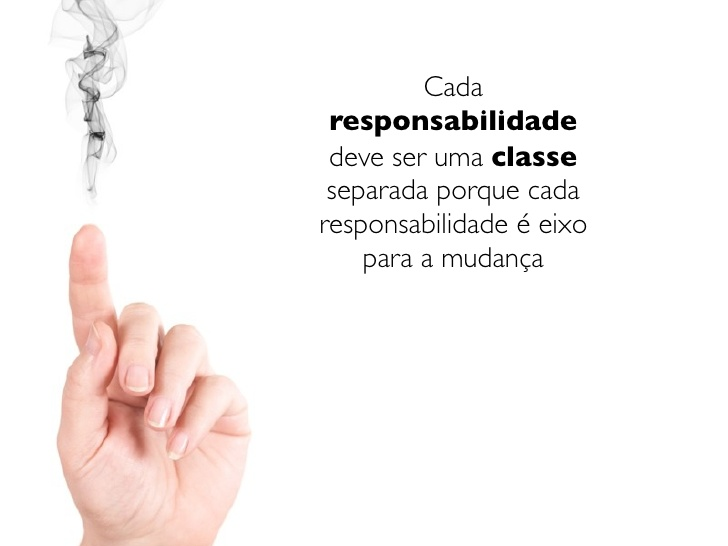 Cada
responsabilidade
deve ser uma classe
separada porque cada
responsabilidade é eixo
para a mudança